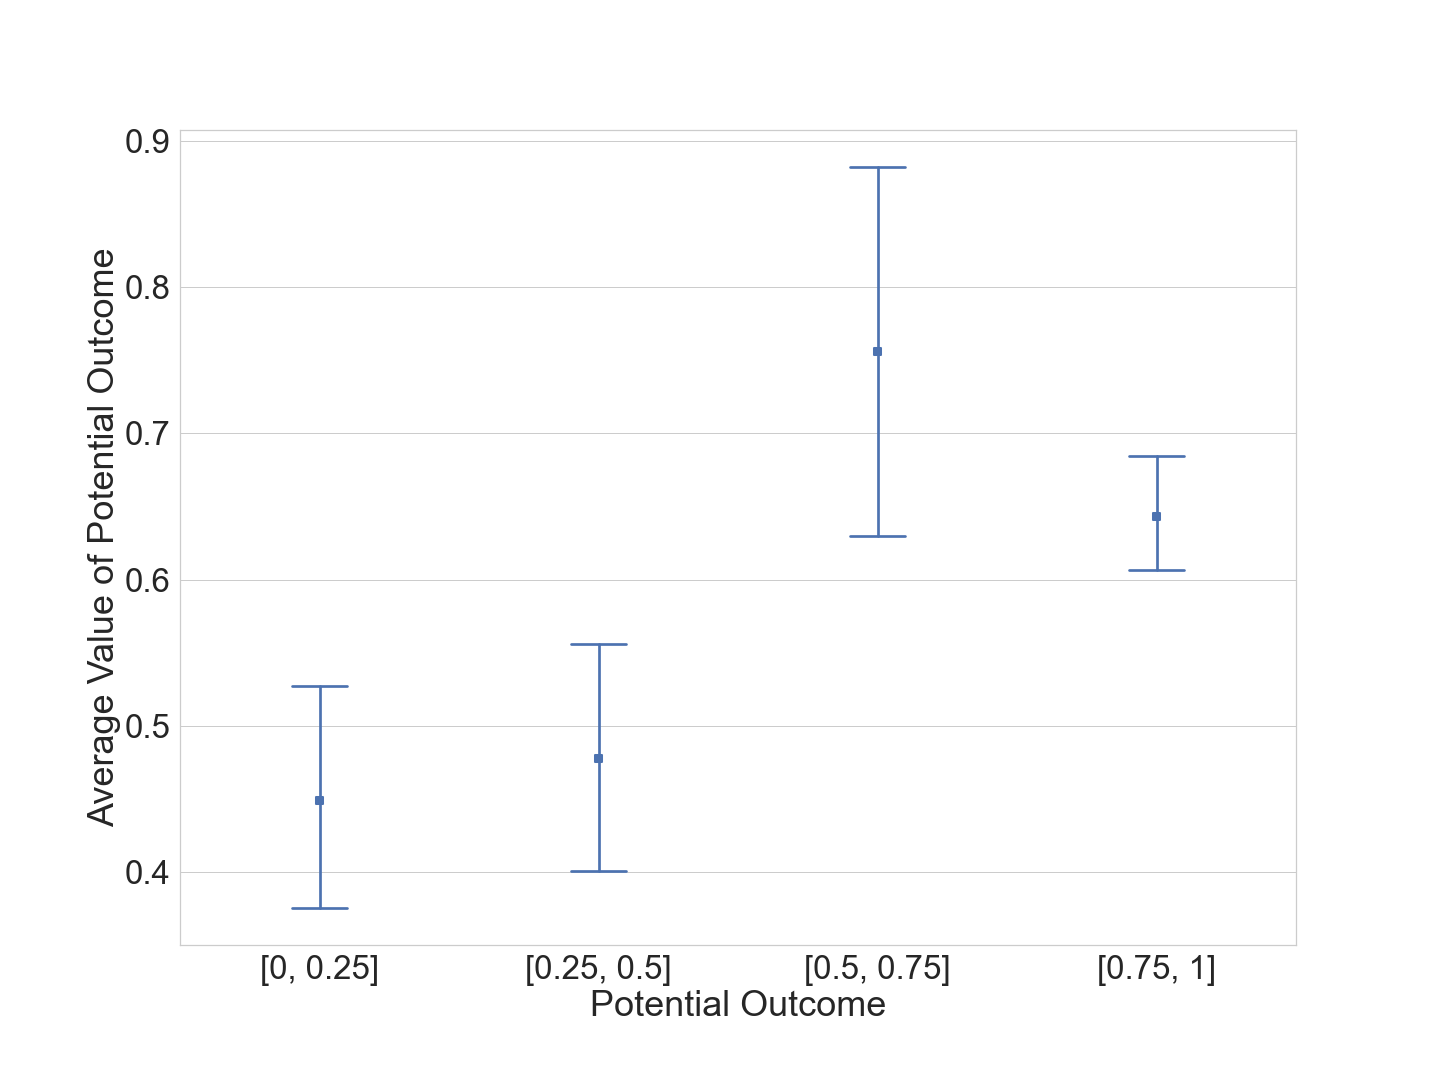 Average Value of Potential Outcome
0.9
0.8
0.7
0.6
0.5
0.4
[0, 0.25] [0.25, 0.5] [0.5, 0.75] [0.75, 1]
Potential Outcome